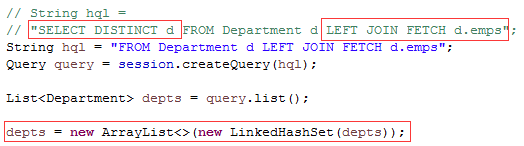 // String hql =
// "SELECT DISTINCT d FROM Department d LEFT JOIN FETCH d.emps";
String hql = "FROM Department d LEFT JOIN FETCH d.emps";
Query query = session.createQuery(hql);
List<Department> depts = query.list();
depts = new ArrayList<>(new LinkedHashSet(depts));